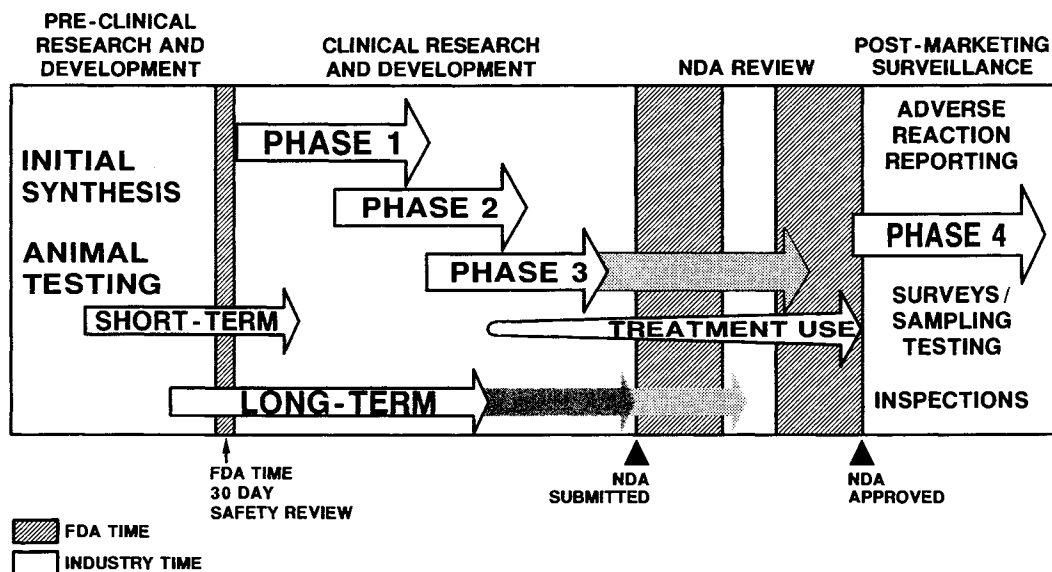 PRE-CLINICAL
RESEARCH AND
DEVELOPMENT
CLINICAL RESEARCH
AND DEVELOPMENT
NDA REVIEW
POST-MARKETING
SURVEILLANCE
INITIAL
SYNTHESIS
ANIMAL
TESTING
SHORT-TERM
LONG-TERM
PHASE 1
PHASE 2
PHASE 3
TREATMENT USE
ADVERSE
REACTION
REPORTING
PHASE 4
SURVEYS/
SAMPLING
TESTING
INSPECTIONS
FDA TIME
30 DAY
SAFETY REVIEW
NDA
SUBMITTED
NDA
APPROVED
FDA TIME
INDUSTRY TIME